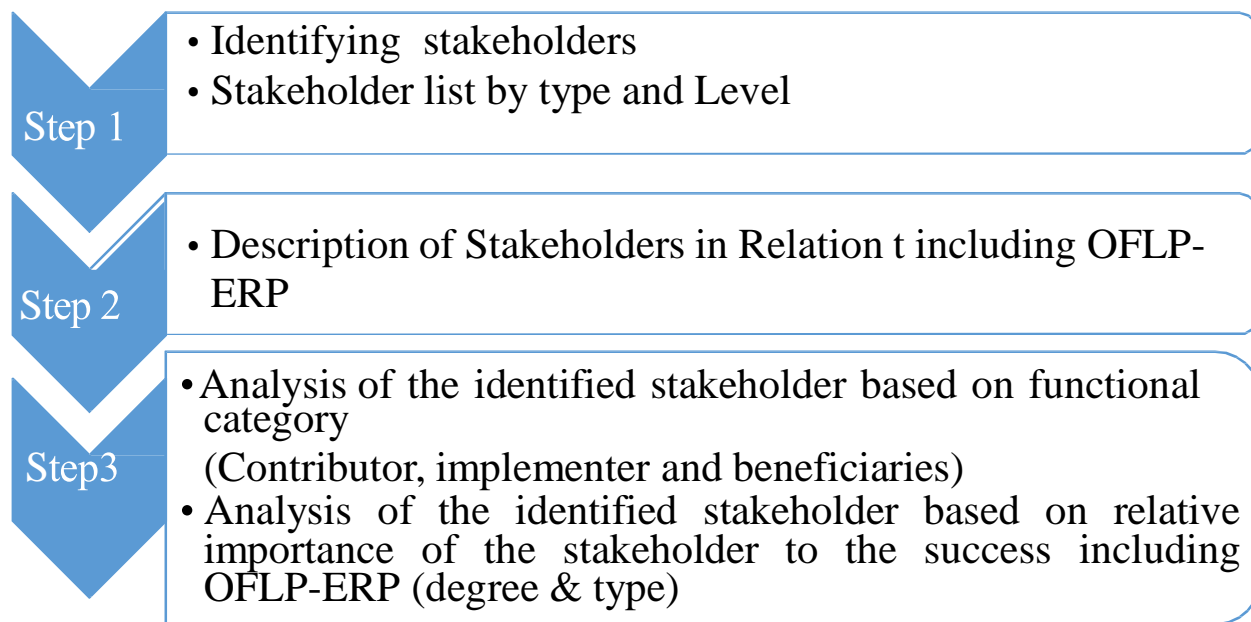 Step 1
• Identifying stakeholders
• Stakeholder list by type and Level
Step 2
• Description of Stakeholders in Relation t including OFLP-
ERP
Step3
• Analysis of the identified stakeholder based on functional
category
(Contributor, implementer and beneficiaries)
• Analysis of the identified stakeholder based on relative
importance of the stakeholder to the success including
OFLP-ERP (degree & type)